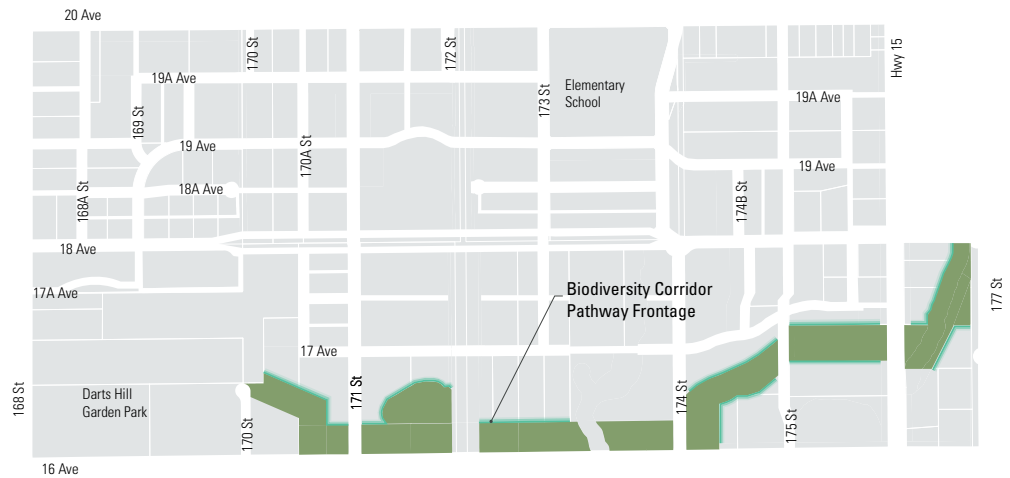 20 Ave
170 St
172 St
Hwy 15
19A Ave
Elementary
School
173 St
19A Ave
169 St
19 Ave
170A St
19 Ave
18A Ave
168A St
174B St
18 Ave
17A Ave
Biodiversity Corridor
Pathway Frontage
177 St
17 Ave
168 St
Darts Hill
Garden Park
171 St
174 St
170 St
175 St
16 Ave